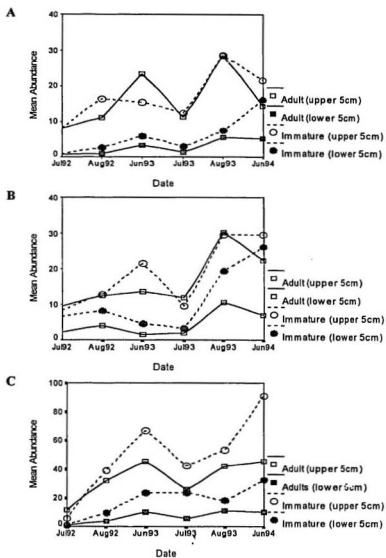 A
40
30
20
10
0
Mean Abundance
Jul92 Aug92 Jun93 Jul93 Aug93 Jun94
Date
Adult (upper 5cm)
Adult (lower 5cm)
Immature (upper 5cm)
Immature (lower 5cm)
B
40
30
20
10
0
Mean Abundance
Jul92 Aug92 Jun93 Jul93 Aug93 Jun94
Date
Adult (upper 5cm)
Adult (lower 5cm)
Immature (upper 5cm)
Immature (lower 5cm)
C
100
80
60
40
20
0
Mean Abundance
Jul92 Aug92 Jun93 Jul93 Aug93 Jun94
Date
Adult (upper 5cm)
Adults (lower 5cm)
Immature (upper 5cm)
Immature (lower 5cm)